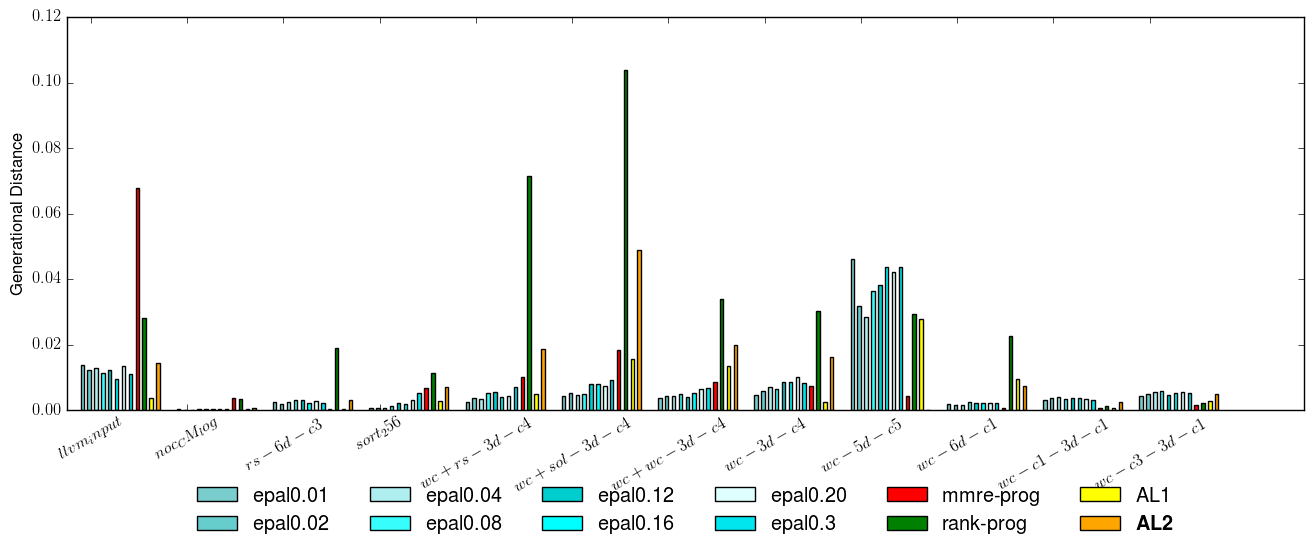 0.12
0.10
0.08
0.06
0.04
0.02
0.00
Generational Distance
llvm_input
noc_CM_log
rs − 6d − c3
sort_256
wc + rs − 3d − c4
wc + sol − 3d − c4
wc + wc − 3d − c4
wc − 3d − c4
wc − 5d − c5
wc − 6d − c1
wc − c1 − 3d − c1
wc − c3 − 3d − c1
epal0.01 epal0.04 epal0.12 epal0.20 mmre-prog AL1
epal0.02 epal0.08 epal0.16 epal0.3 rank-prog AL2